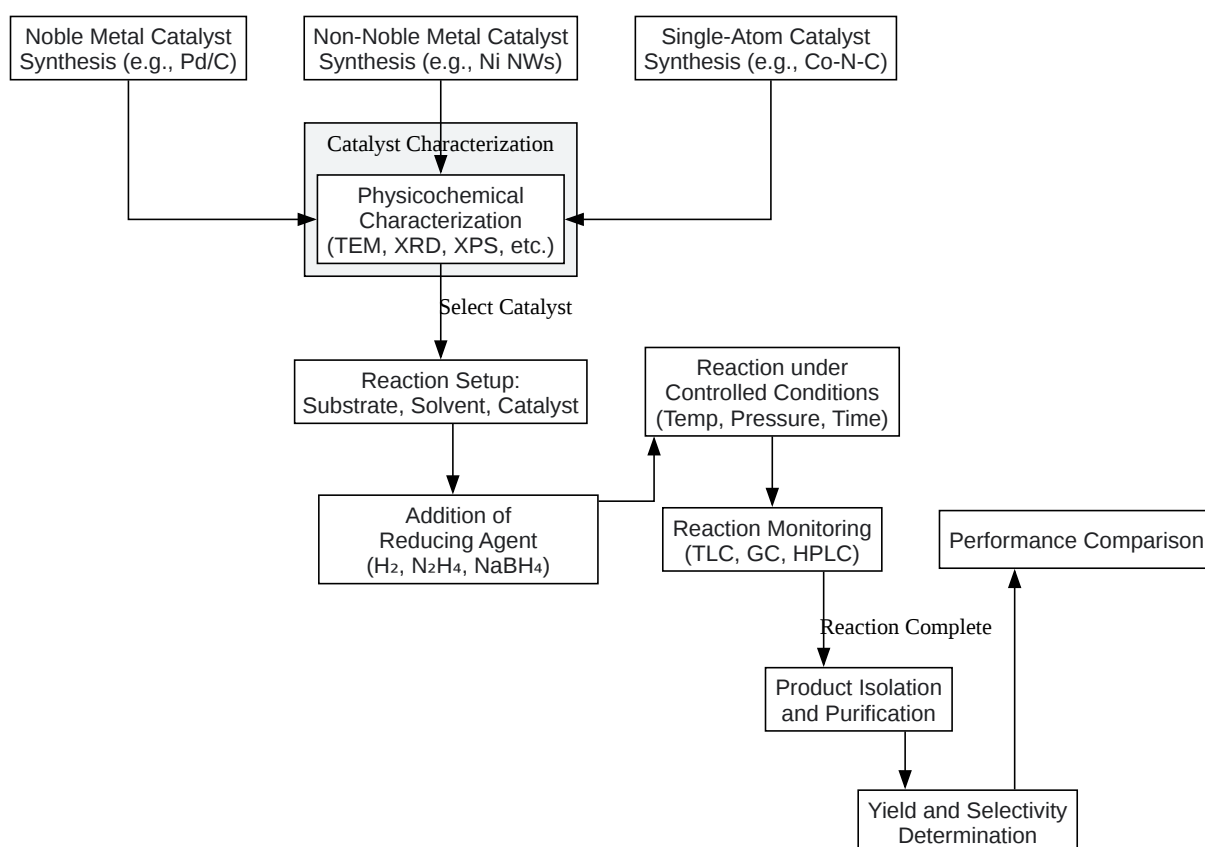 Noble Metal Catalyst
Synthesis (e.g., Pd/C)
Non-Noble Metal Catalyst
Synthesis (e.g., Ni NWs)
Single-Atom Catalyst
Synthesis (e.g., Co-N-C)
Catalyst Characterization
Physicochemical
Characterization
(TEM, XRD, XPS, etc.)
Select Catalyst
Reaction Setup:
Substrate, Solvent, Catalyst
Reaction under
Controlled Conditions
(Temp, Pressure, Time)
Addition of
Reducing Agent
(H₂, N₂H₄, NaBH₄)
Reaction Monitoring
(TLC, GC, HPLC)
Performance Comparison
Reaction Complete
Product Isolation
and Purification
Yield and Selectivity
Determination